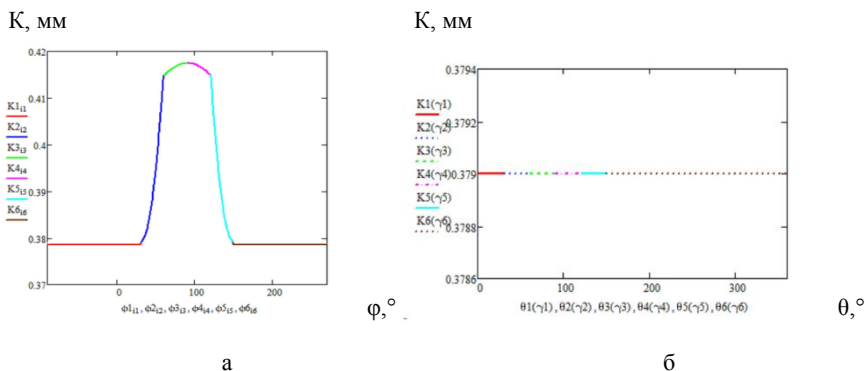 К, мм
К, мм
0.42
0.41
0.4
0.39
0.38
0.37
K1i1
K2i2
K3i3
K4i4
K5i5
K6i6
0
100
200
ϕ1i1 , ϕ2i2 , ϕ3i3 , ϕ4i4 , ϕ5i5 , ϕ6i6
φ,°
0.3794
0.3792
0.379
0.3788
0.3786
K1(γ1)
K2(γ2)
K3(γ3)
K4(γ4)
K5(γ5)
K6(γ6)
0
100
200
300
θ1(γ1) , θ2(γ2) , θ3(γ3) , θ4(γ4) , θ5(γ5) , θ6(γ6)
θ,°
а
б